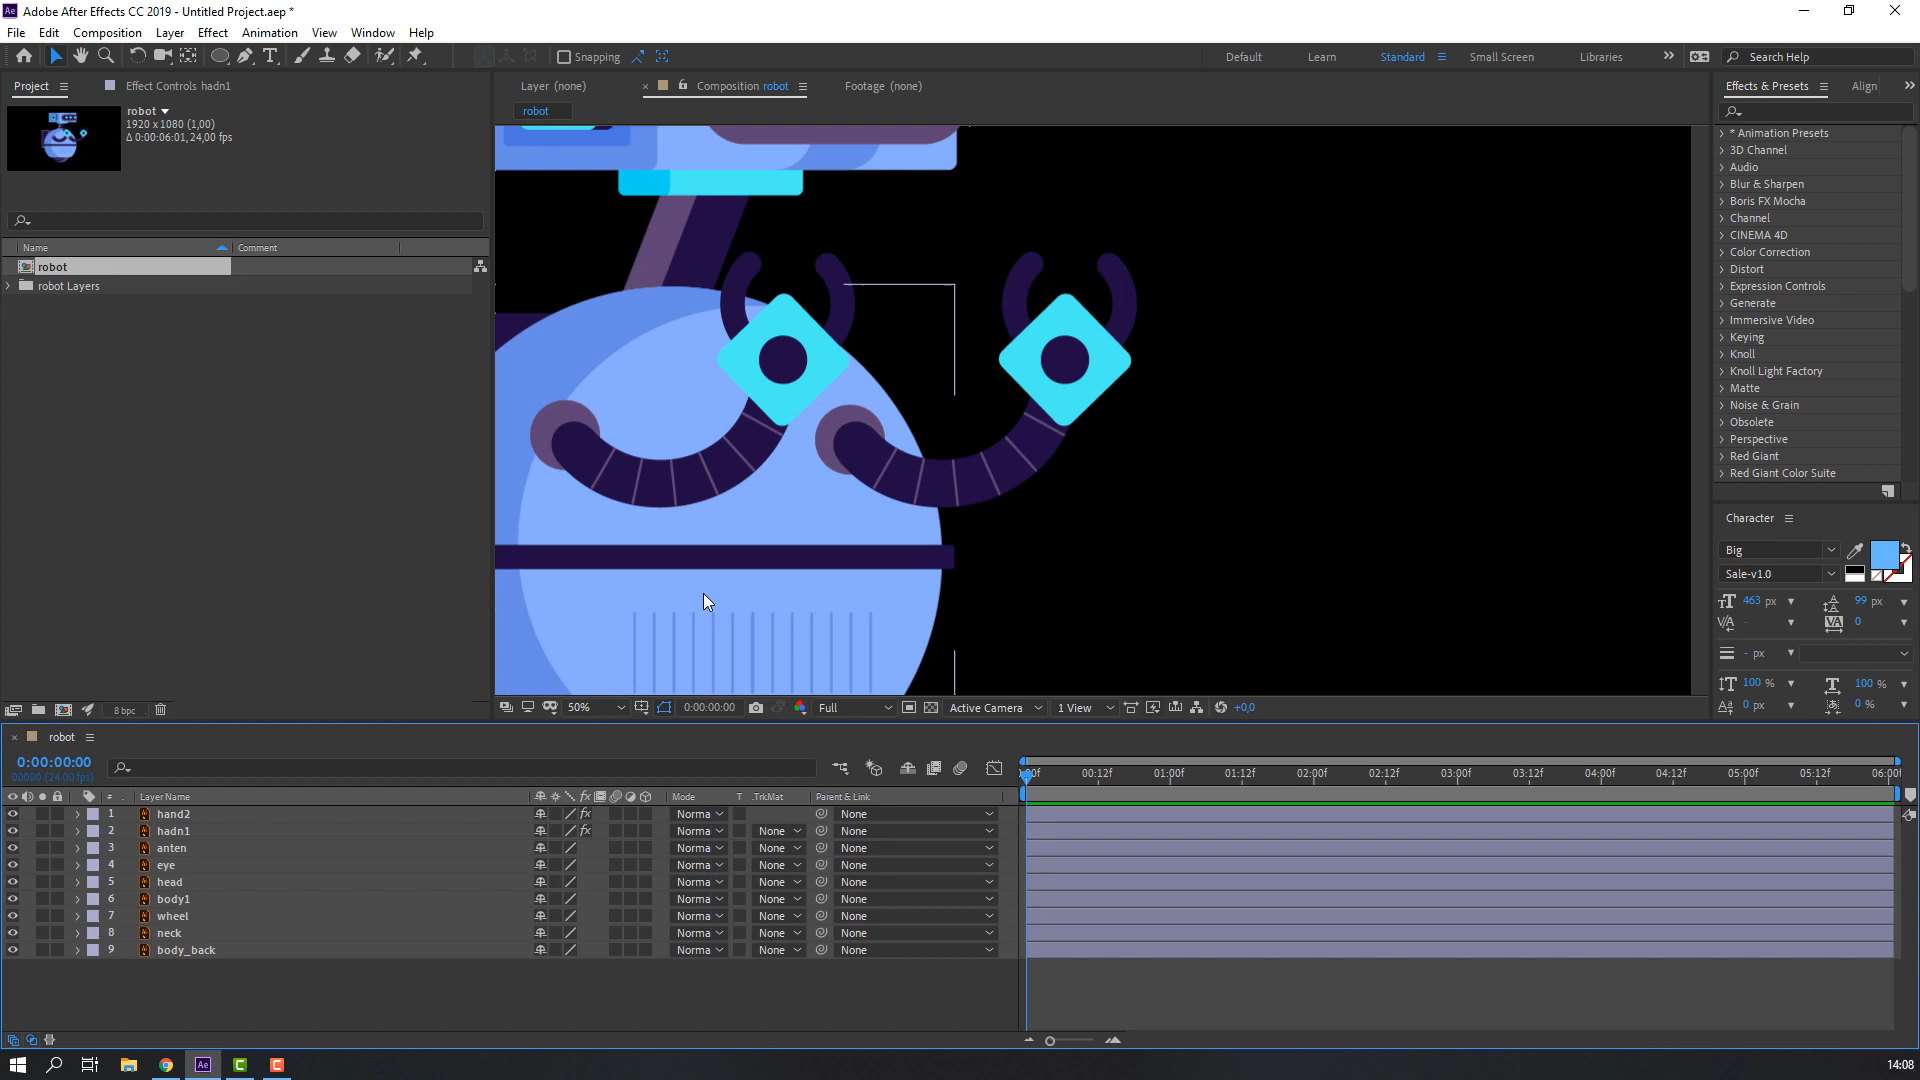 Ae Adobe After Effects CC 2019 - Untitled Project.aep *
File Edit Composition Layer Effect Animation View Window Help
Snapping Default Learn Standard Small Screen Libraries Search Help
Project Effect Controls hadn1 Layer (none) Composition robot Footage (none) Effects & Presets Align
robot
1920 x 1080 (1,00)
Δ 0:00:06:01, 24,00 fps
robot
* Animation Presets
3D Channel
Audio
Blur & Sharpen
Boris FX Mocha
Channel
CINEMA 4D
Color Correction
Distort
Expression Controls
Generate
Immersive Video
Keying
Knoll
Knoll Light Factory
Matte
Noise & Grain
Obsolete
Perspective
Red Giant
Red Giant Color Suite
Name Comment
robot
robot Layers
Character
Big
Sale-v1.0
463 px 99 px
- 0
- px
100 % 100 %
0 px 0 %
8 bpc
50% 0:00:00:00 Full Active Camera 1 View +0,0
robot
0:00:00:00
00000 (24.00 fps)
:00f 00:12f 01:00f 01:12f 02:00f 02:12f 03:00f 03:12f 04:00f 04:12f 05:00f 05:12f 06:00f
# Layer Name Mode T .TrkMat Parent & Link
1 hand2 fx Norma None
2 hadn1 fx Norma None None
3 anten Norma None None
4 eye Norma None None
5 head Norma None None
6 body1 Norma None None
7 wheel Norma None None
8 neck Norma None None
9 body_back Norma None None
Ae C C 14:08